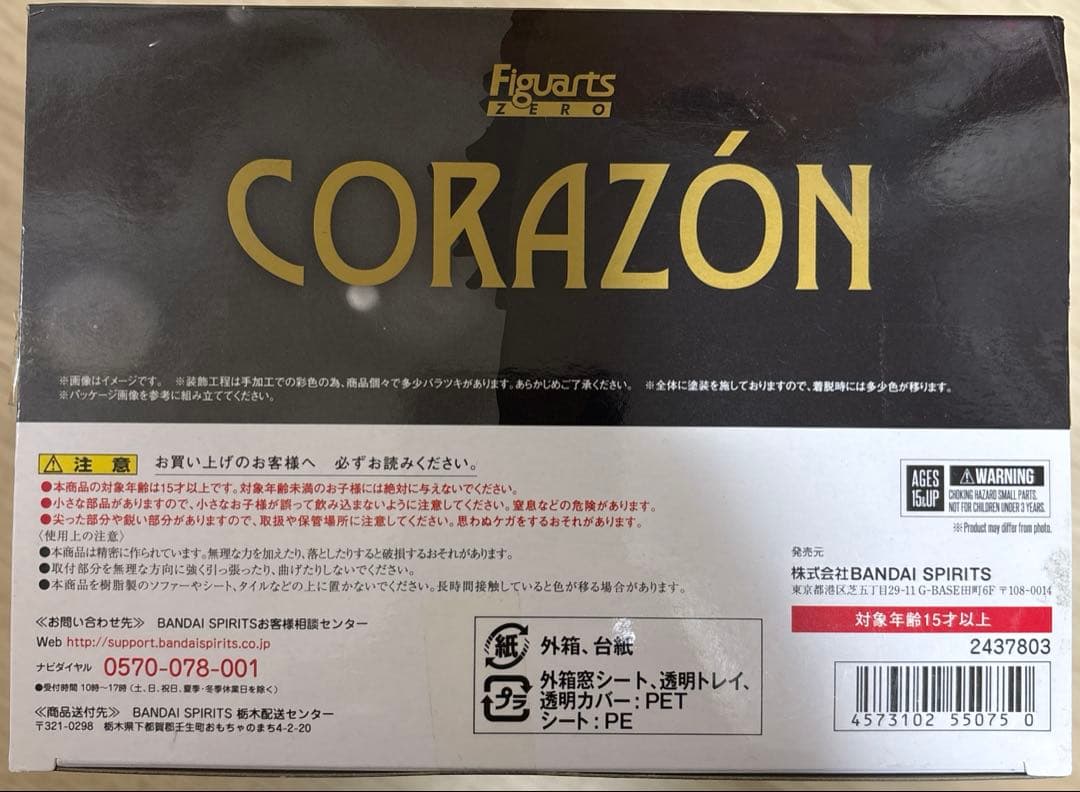 Figuarts
ZERO
CORAZÓN
※画像はイメージです。 ※装飾工程は手加工での彩色の為、商品個々で多少バラツキがあります。あらかじめご了承ください。 ※全体に塗装を施しておりますので、着脱時には多少色が移ります。
※パッケージ画像を参考に組み立ててください。
⚠注意 お買い上げのお客様へ 必ずお読みください。
●本商品の対象年齢は15才以上です。対象年齢未満のお子様には絶対に与えないでください。
●小さな部品がありますので、小さなお子様が誤って飲み込まないように注意してください。窒息などの危険があります。
●尖った部分や鋭い部分がありますので、取扱や保管場所に注意してください。思わぬケガをするおそれがあります。
〈使用上の注意〉
●本商品は精密に作られています。無理な力を加えたり、落としたりすると破損するおそれがあります。
●取付部分を無理な方向に強く引っ張ったり、曲げたりしないでください。
●本商品を樹脂製のソファーやシート、タイルなどの上に置かないでください。長時間接触していると色が移る場合があります。
≪お問い合わせ先≫ BANDAI SPIRITSお客様相談センター
Web http://support.bandaispirits.co.jp
ナビダイヤル 0570-078-001
●受付時間 10時〜17時（土、日、祝日、夏季・冬季休業日を除く）
≪商品送付先≫ BANDAI SPIRITS 栃木配送センター
〒321-0298 栃木県下都賀郡壬生町おもちゃのまち4-2-20
紙 外箱、台紙
プラ 外箱窓シート、透明トレイ、
透明カバー：PET
シート：PE
AGES
15&UP
⚠WARNING
CHOKING HAZARD SMALL PARTS.
NOT FOR CHILDREN UNDER 3 YEARS.
※Product may differ from photo.
発売元
株式会社BANDAI SPIRITS
東京都港区芝五丁目29-11 G-BASE田町6F 〒108-0014
対象年齢15才以上
2437803
4573102 55075 0